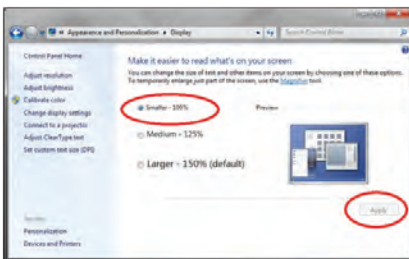 Appearance and Personalization ▸ Display
Search Control Panel
Control Panel Home
Adjust resolution
Adjust brightness
Calibrate color
Change display settings
Connect to a projector
Adjust ClearType text
Set custom text size (DPI)
Make it easier to read what's on your screen
You can change the size of text and other items on your screen by choosing one of these options.
To temporarily enlarge just part of the screen, use the Magnifier tool.
Smaller - 100%
Preview
Medium - 125%
Larger - 150% (default)
Apply
See also
Personalization
Devices and Printers